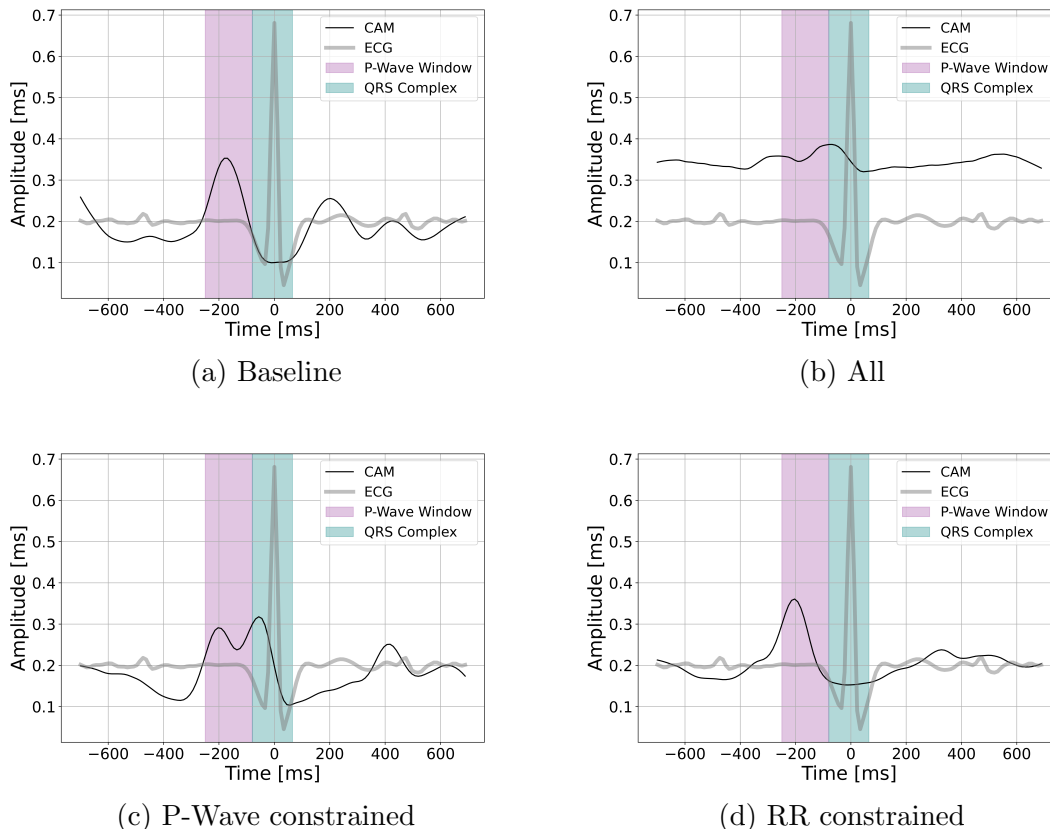 0.7
0.6
0.5
0.4
0.3
0.2
0.1
Amplitude [ms]
CAM
ECG
P-Wave Window
QRS Complex
−600 −400 −200 0 200 400 600
Time [ms]
(a) Baseline
0.7
0.6
0.5
0.4
0.3
0.2
0.1
Amplitude [ms]
CAM
ECG
P-Wave Window
QRS Complex
−600 −400 −200 0 200 400 600
Time [ms]
(b) All
0.7
0.6
0.5
0.4
0.3
0.2
0.1
Amplitude [ms]
CAM
ECG
P-Wave Window
QRS Complex
−600 −400 −200 0 200 400 600
Time [ms]
(c) P-Wave constrained
0.7
0.6
0.5
0.4
0.3
0.2
0.1
Amplitude [ms]
CAM
ECG
P-Wave Window
QRS Complex
−600 −400 −200 0 200 400 600
Time [ms]
(d) RR constrained